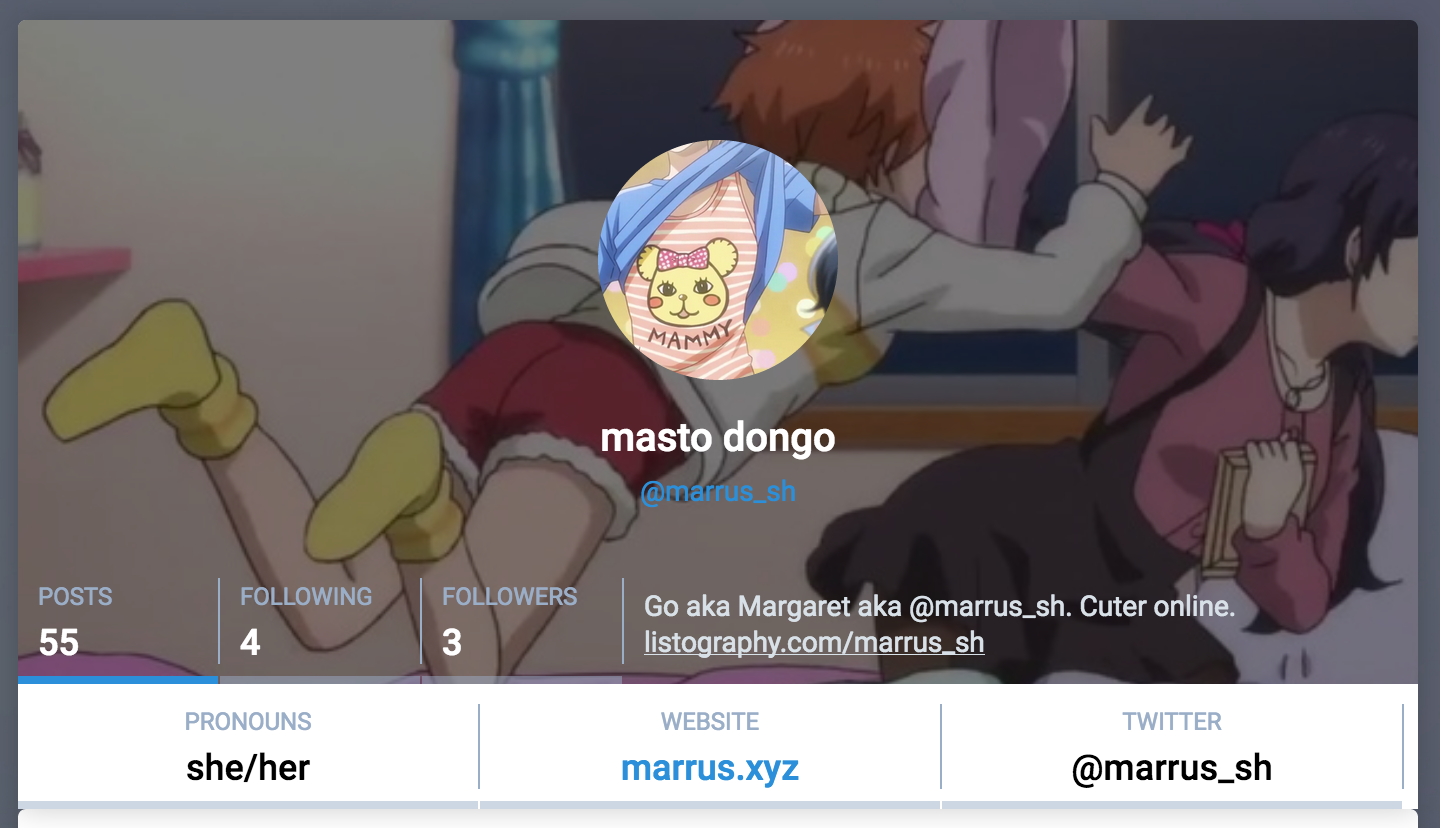 MAMMY
masto dongo
@marrus_sh
POSTS
55
FOLLOWING
4
FOLLOWERS
3
Go aka Margaret aka @marrus_sh. Cuter online.
listography.com/marrus_sh
PRONOUNS
she/her
WEBSITE
marrus.xyz
TWITTER
@marrus_sh